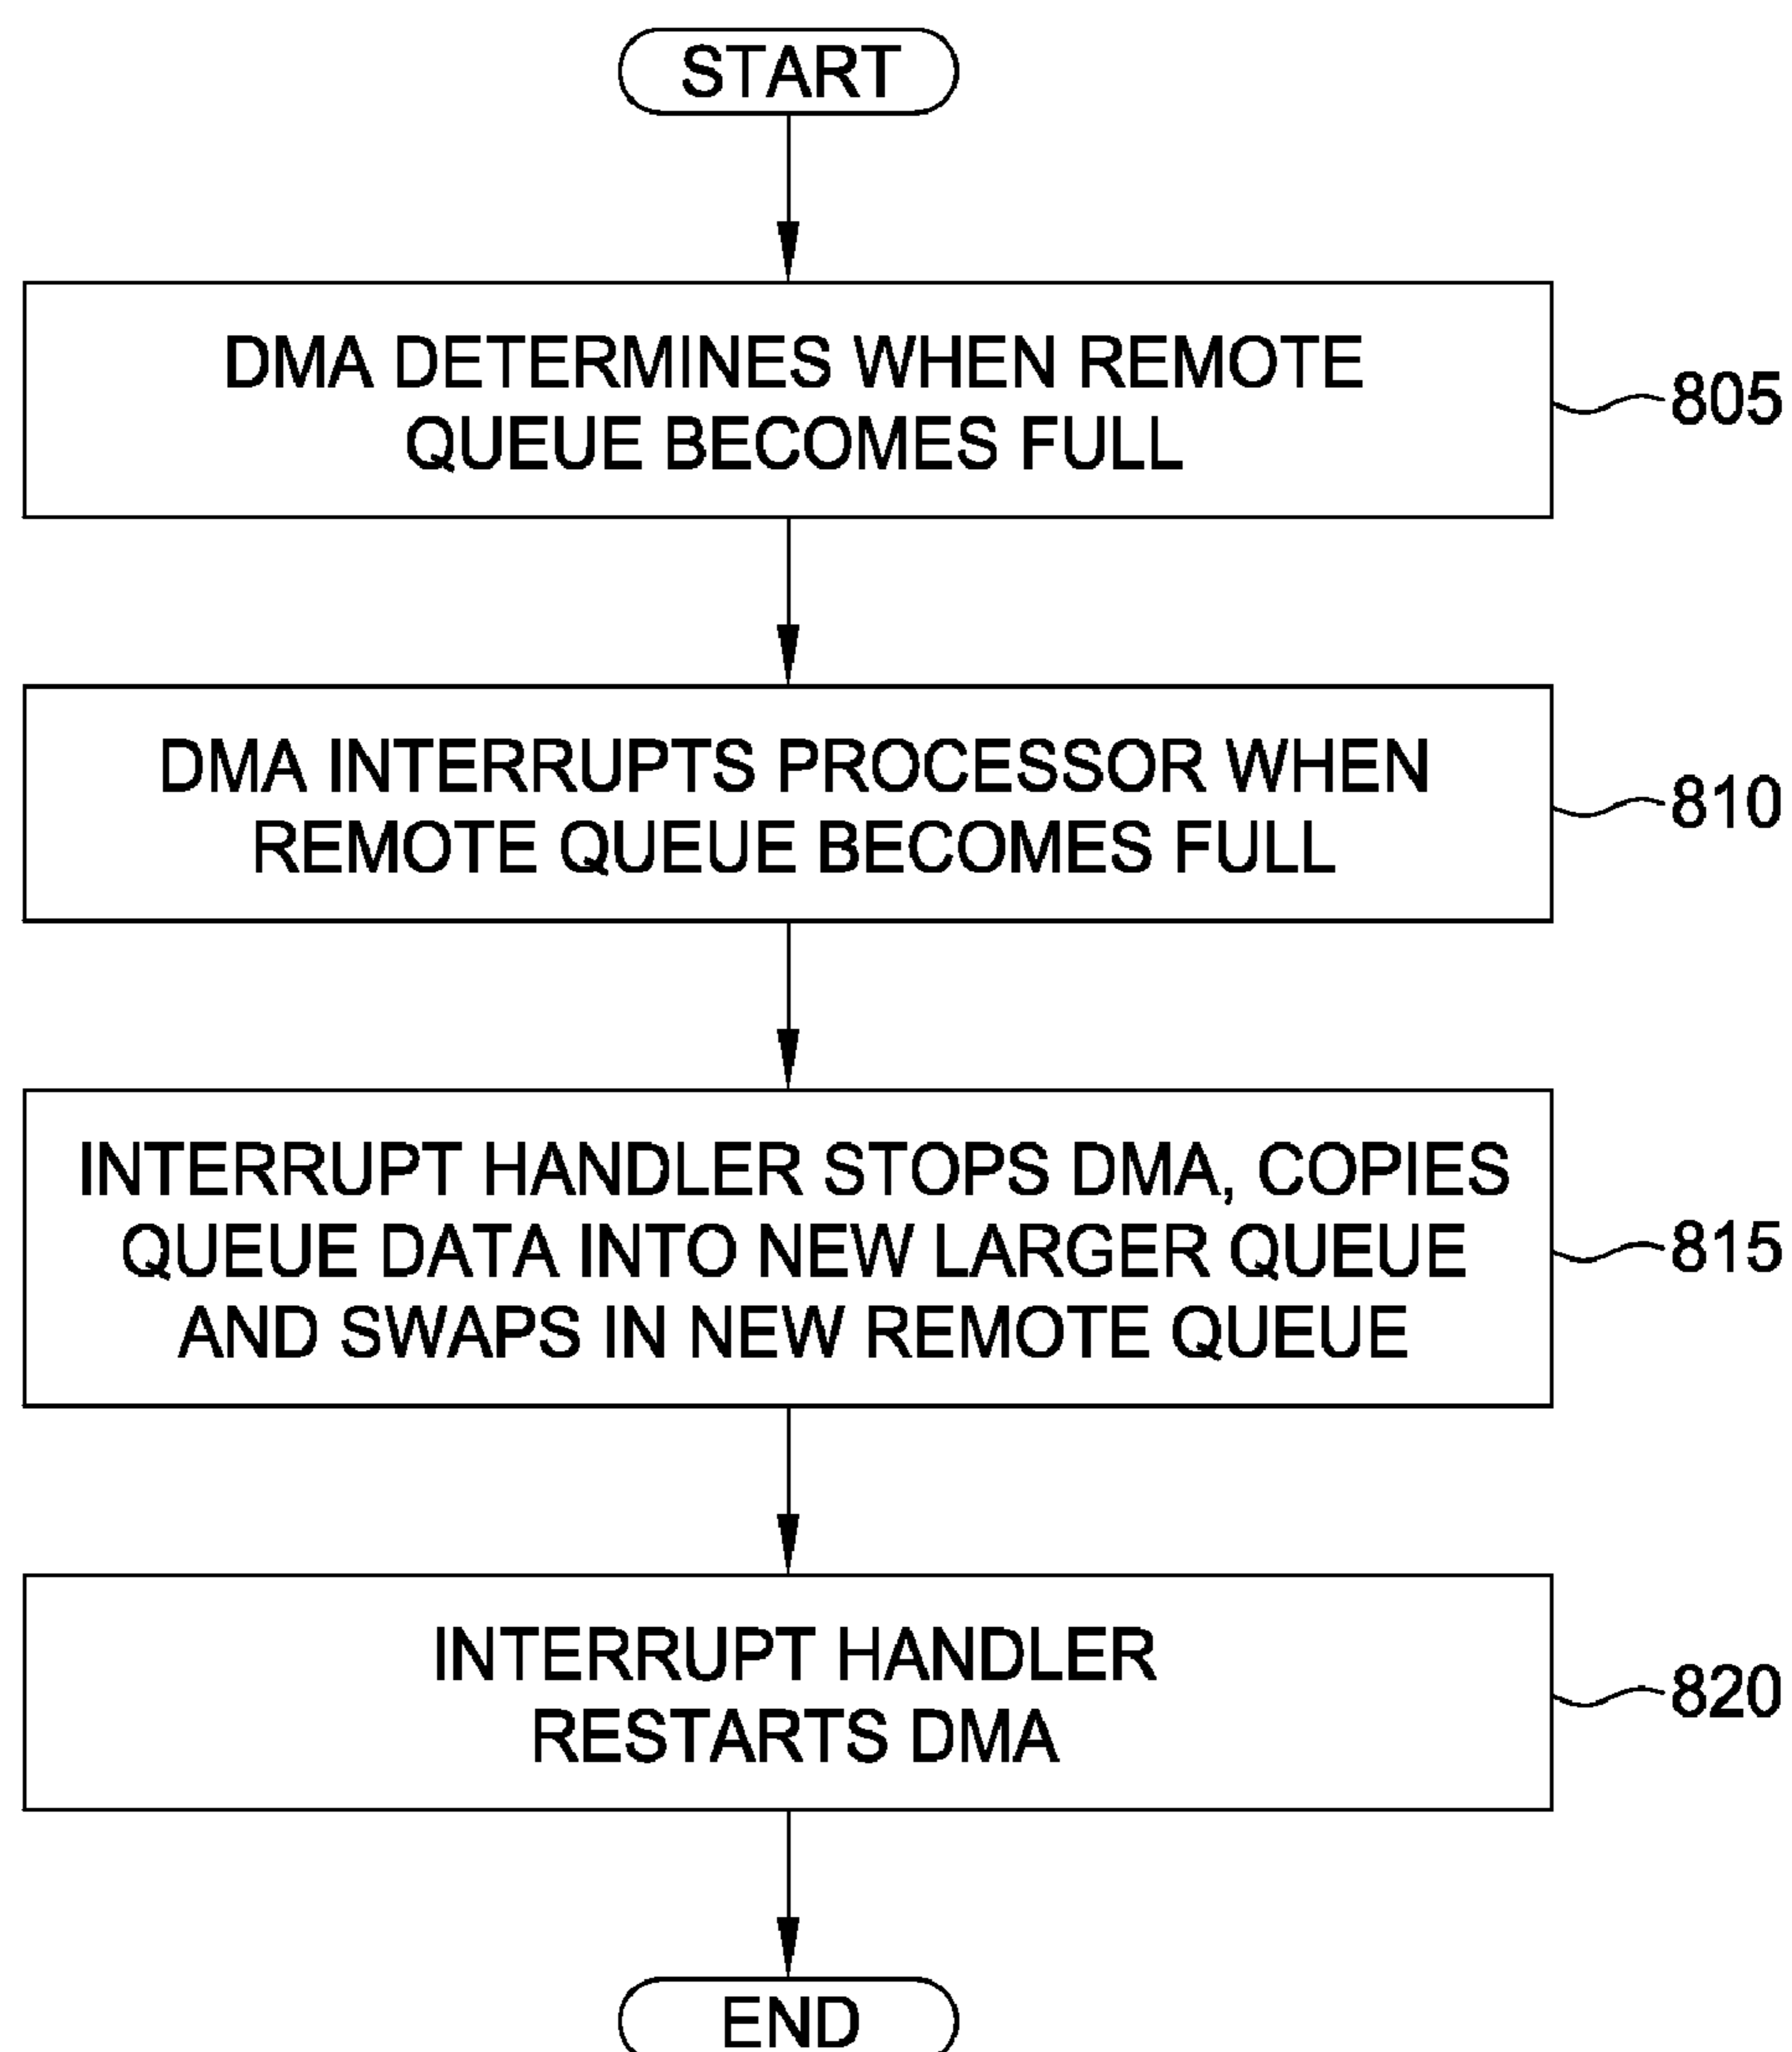 START
DMA DETERMINES WHEN REMOTE
QUEUE BECOMES FULL
805
DMA INTERRUPTS PROCESSOR WHEN
REMOTE QUEUE BECOMES FULL
810
INTERRUPT HANDLER STOPS DMA, COPIES
QUEUE DATA INTO NEW LARGER QUEUE
AND SWAPS IN NEW REMOTE QUEUE
815
INTERRUPT HANDLER
RESTARTS DMA
820
END